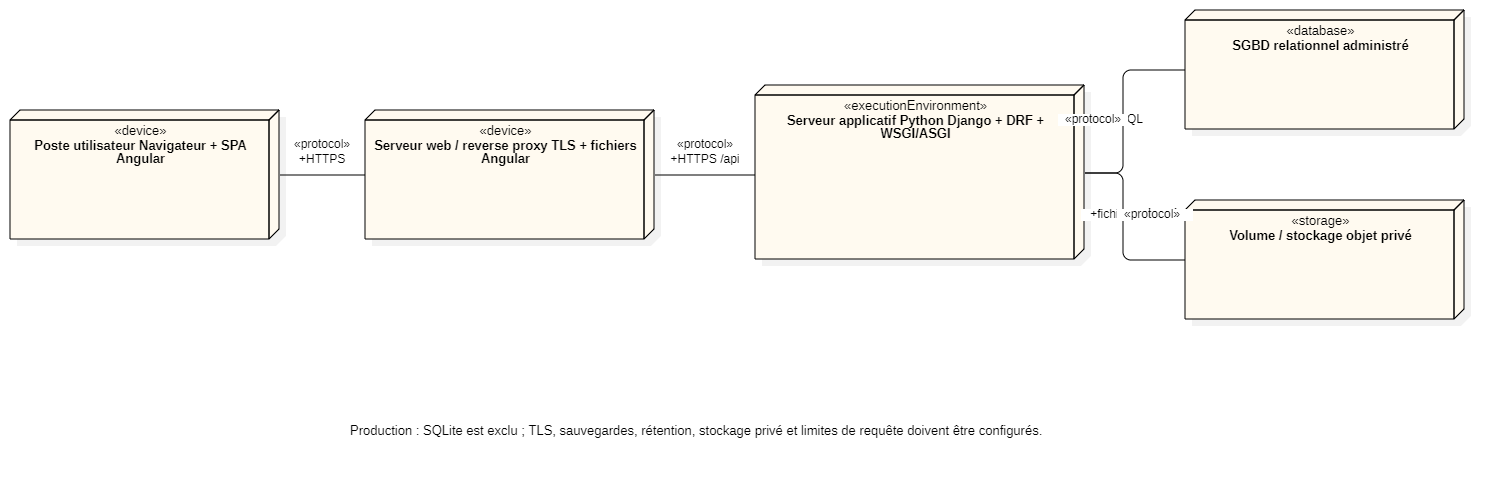 «device»
Poste utilisateur Navigateur + SPA
Angular
«protocol»
+HTTPS
«device»
Serveur web / reverse proxy TLS + fichiers
Angular
«protocol»
+HTTPS /api
«executionEnvironment»
Serveur applicatif Python Django + DRF +
WSGI/ASGI
«protocol» QL
«database»
SGBD relationnel administré
+fichi «protocol»
«storage»
Volume / stockage objet privé
Production : SQLite est exclu ; TLS, sauvegardes, rétention, stockage privé et limites de requête doivent être configurés.